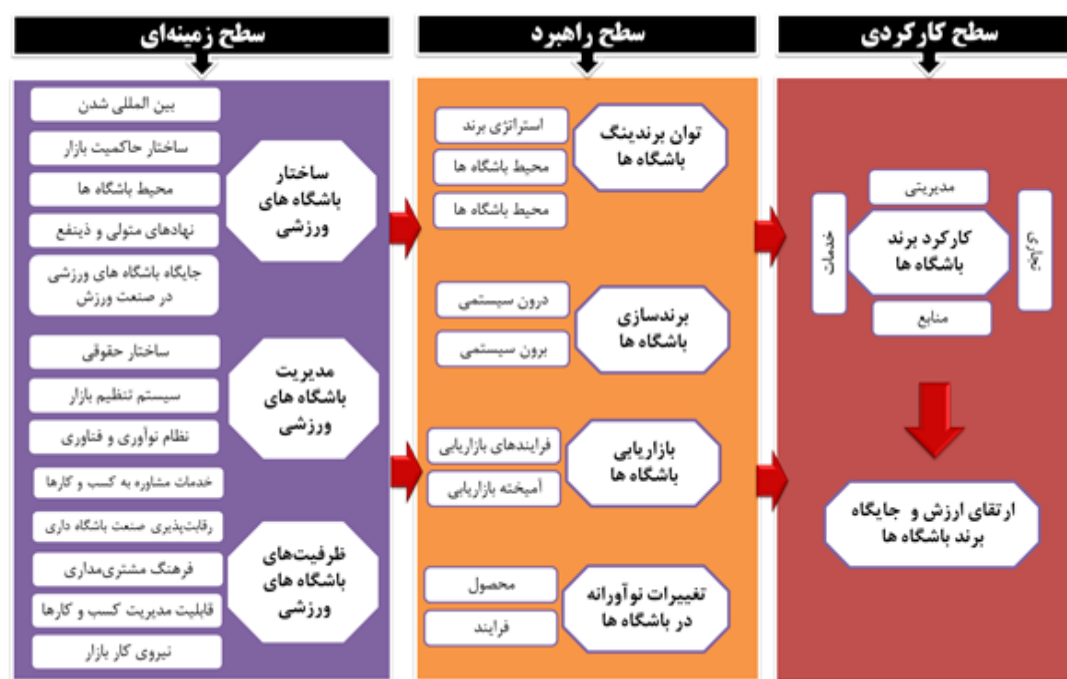 سطح زمینه‌ای
بین المللی شدن
ساختار حاکمیت بازار
محیط باشگاه ها
نهادهای متولی و ذینفع
جایگاه باشگاه های ورزشی
در صنعت ورزش
ساختار
باشگاه های
ورزشی
ساختار حقوقی
سیستم تنظیم بازار
نظام نوآوری و فناوری
خدمات مشاوره به کسب و کارها
مدیریت
باشگاه های
ورزشی
رقابت‌پذیری صنعت باشگاه داری
فرهنگ مشتری‌مداری
قابلیت مدیریت کسب و کارها
نیروی کار بازار
ظرفیت‌های
باشگاه های
ورزشی
سطح راهبرد
استراتژی برند
محیط باشگاه ها
محیط باشگاه ها
توان برندینگ
باشگاه ها
درون سیستمی
برون سیستمی
برندسازی
باشگاه ها
فرایندهای بازاریابی
آمیخته بازاریابی
بازاریابی
باشگاه ها
محصول
فرایند
تغییرات نوآورانه
در باشگاه ها
سطح کارکردی
مدیریتی
خدمات
کارکرد برند
باشگاه ها
تجاری
منابع
ارتقای ارزش و جایگاه
برند باشگاه ها